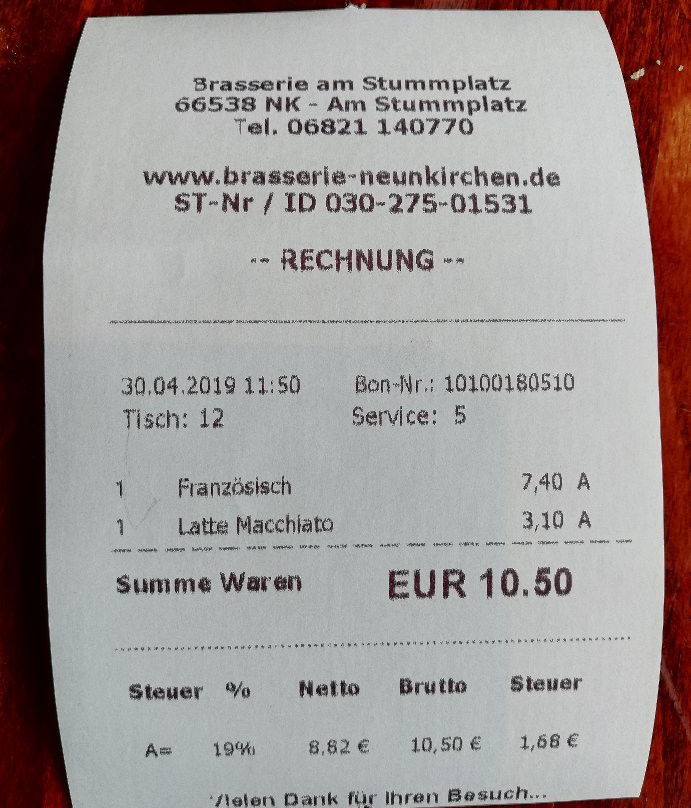 Brasserie am Stummplatz
66538 NK - Am Stummplatz
Tel. 06821 140770
www.brasserie-neunkirchen.de
ST-Nr / ID 030-275-01531
-- RECHNUNG --
30.04.2019 11:50 Bon-Nr.: 10100180510
Tisch: 12 Service: 5
1 Französisch 7,40 A
1 Latte Macchiato 3,10 A
Summe Waren EUR 10.50
Steuer % Netto Brutto Steuer
A= 19% 8,82 € 10,50 € 1,68 €
Vielen Dank für Ihren Besuch...